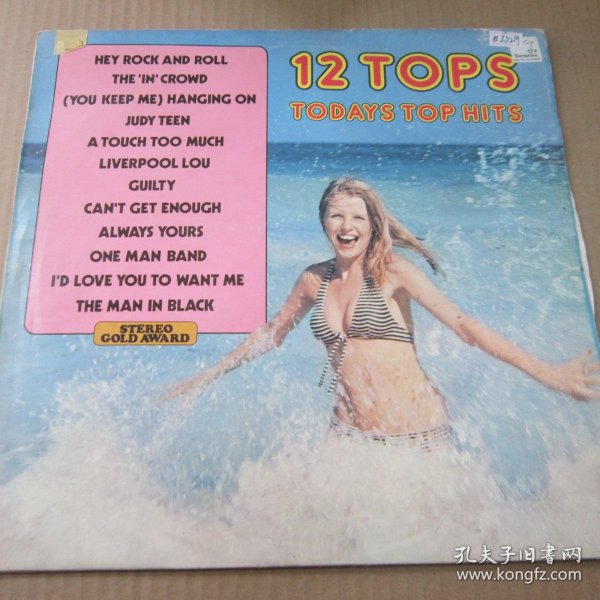 HEY ROCK AND ROLL
THE 'IN' CROWD
(YOU KEEP ME) HANGING ON
JUDY TEEN
A TOUCH TOO MUCH
LIVERPOOL LOU
GUILTY
CAN'T GET ENOUGH
ALWAYS YOURS
ONE MAN BAND
I'D LOVE YOU TO WANT ME
THE MAN IN BLACK
STEREO
GOLD AWARD
12 TOPS
TODAYS TOP HITS
孔夫子旧书网
www.kongfz.com